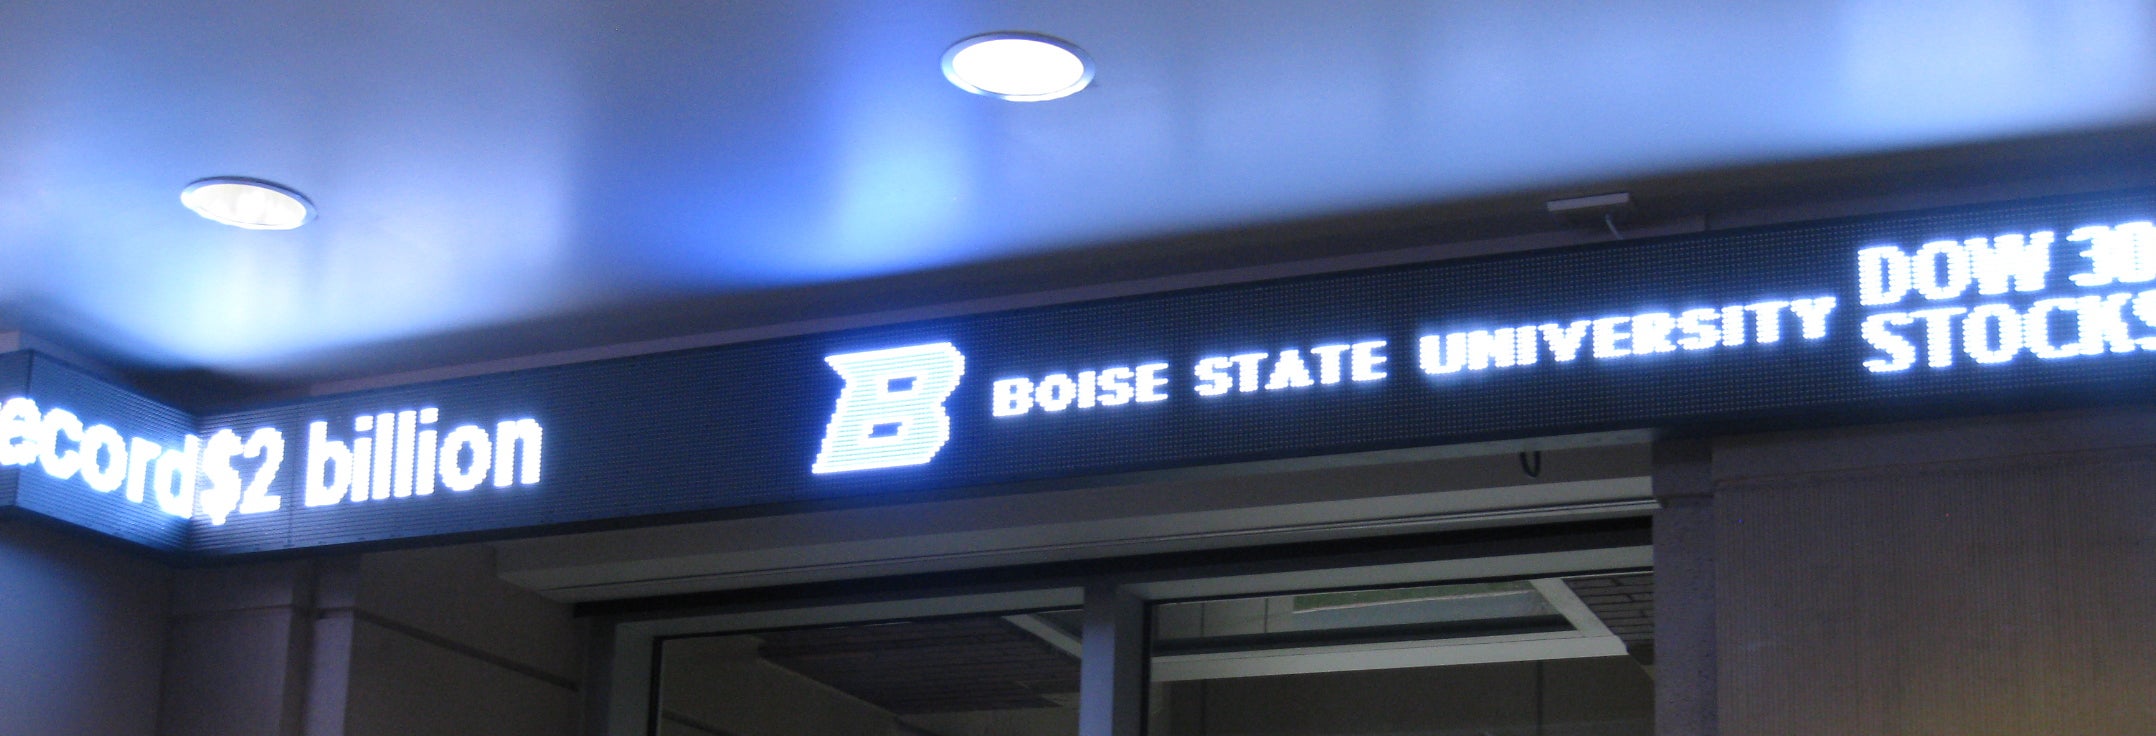 ecord $2 billion
B BOISE STATE UNIVERSITY
DOW 30
STOCKS